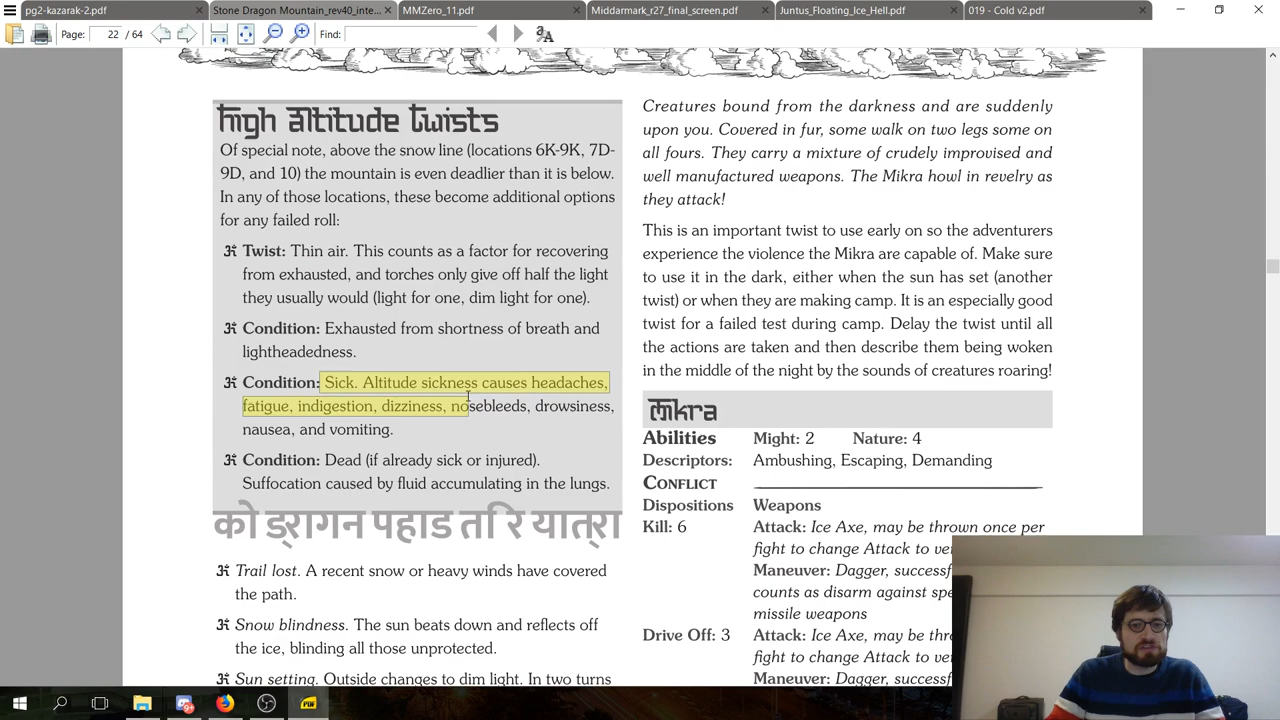 pg2-kazarak-2.pdf
Stone Dragon Mountain_rev40_inte...
MMZero_11.pdf
Middarmark_r27_final_screen.pdf
Juntus_Floating_Ice_Hell.pdf
019 - Cold v2.pdf
Page: 22 / 64
Find:
High Altitude Twists
Of special note, above the snow line (locations 6K-9K, 7D-
9D, and 10) the mountain is even deadlier than it is below.
In any of those locations, these become additional options
for any failed roll:
Twist: Thin air. This counts as a factor for recovering
from exhausted, and torches only give off half the light
they usually would (light for one, dim light for one).
Condition: Exhausted from shortness of breath and
lightheadedness.
Condition: Sick. Altitude sickness causes headaches,
fatigue, indigestion, dizziness, nosebleeds, drowsiness,
nausea, and vomiting.
Condition: Dead (if already sick or injured).
Suffocation caused by fluid accumulating in the lungs.
को ड्रागन पहाड तरि यात्रा
Trail lost. A recent snow or heavy winds have covered
the path.
Snow blindness. The sun beats down and reflects off
the ice, blinding all those unprotected.
Sun setting. Outside changes to dim light. In two turns
Creatures bound from the darkness and are suddenly
upon you. Covered in fur, some walk on two legs some on
all fours. They carry a mixture of crudely improvised and
well manufactured weapons. The Mikra howl in revelry as
they attack!
This is an important twist to use early on so the adventurers
experience the violence the Mikra are capable of. Make sure
to use it in the dark, either when the sun has set (another
twist) or when they are making camp. It is an especially good
twist for a failed test during camp. Delay the twist until all
the actions are taken and then describe them being woken
in the middle of the night by the sounds of creatures roaring!
Mikra
Abilities Might: 2 Nature: 4
Descriptors: Ambushing, Escaping, Demanding
Conflict
Dispositions Weapons
Kill: 6 Attack: Ice Axe, may be thrown once per
fight to change Attack to
Maneuver: Dagger,
counts as disarm against
missile weapons
Drive Off: 3 Attack: Ice Axe, may be
fight to change Attack to
Maneuver: Dagger,